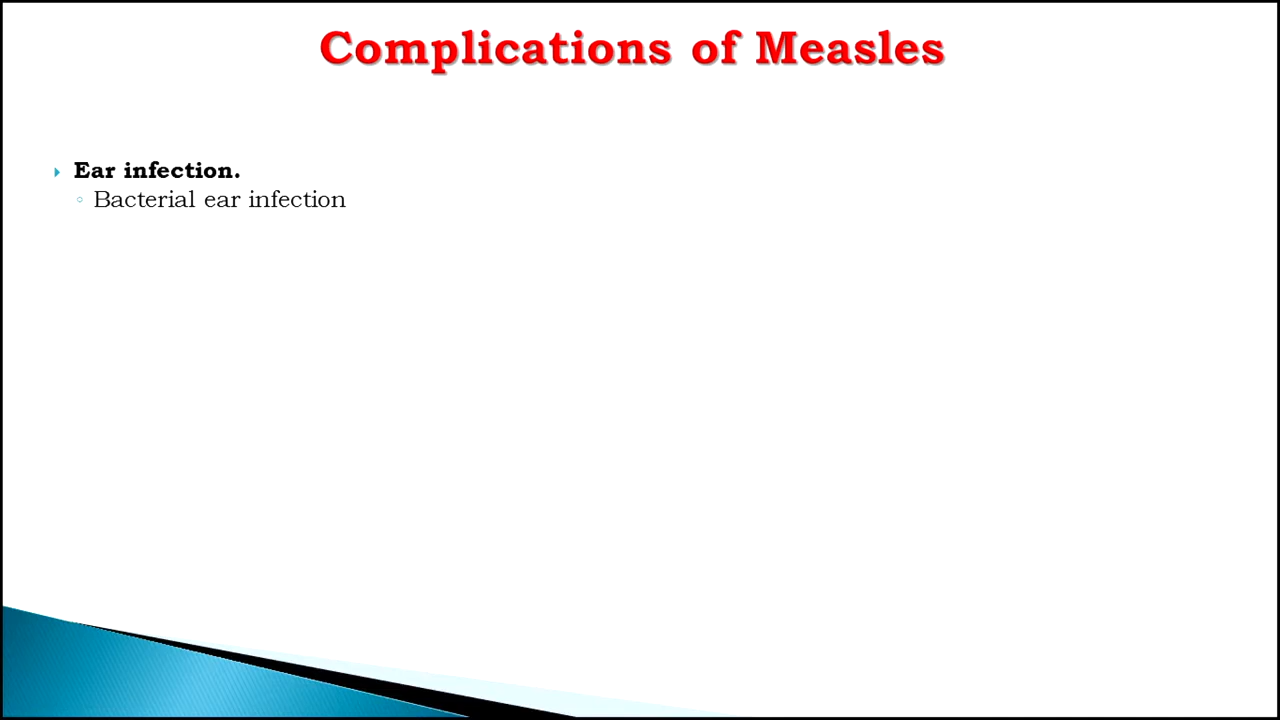 Complications of Measles
Ear infection.
Bacterial ear infection